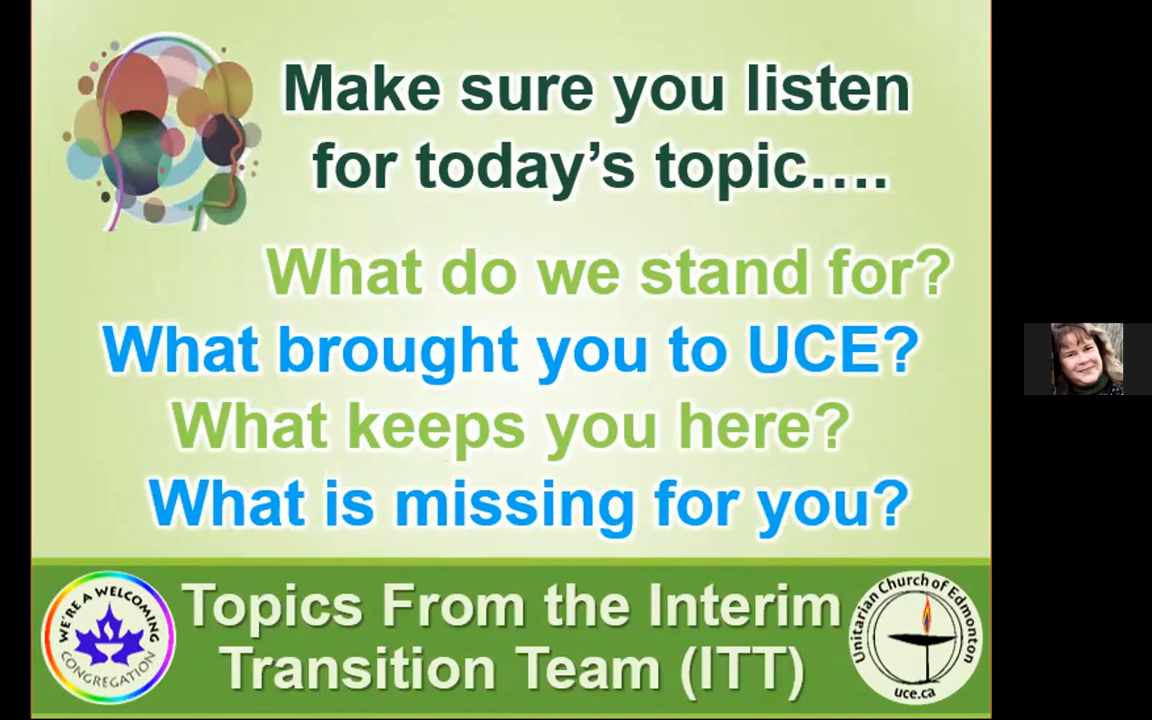 Make sure you listen
for today’s topic....
What do we stand for?
What brought you to UCE?
What keeps you here?
What is missing for you?
WE'RE A WELCOMING
CONGREGATION
Topics From the Interim
Transition Team (ITT)
Unitarian Church of Edmonton
uce.ca